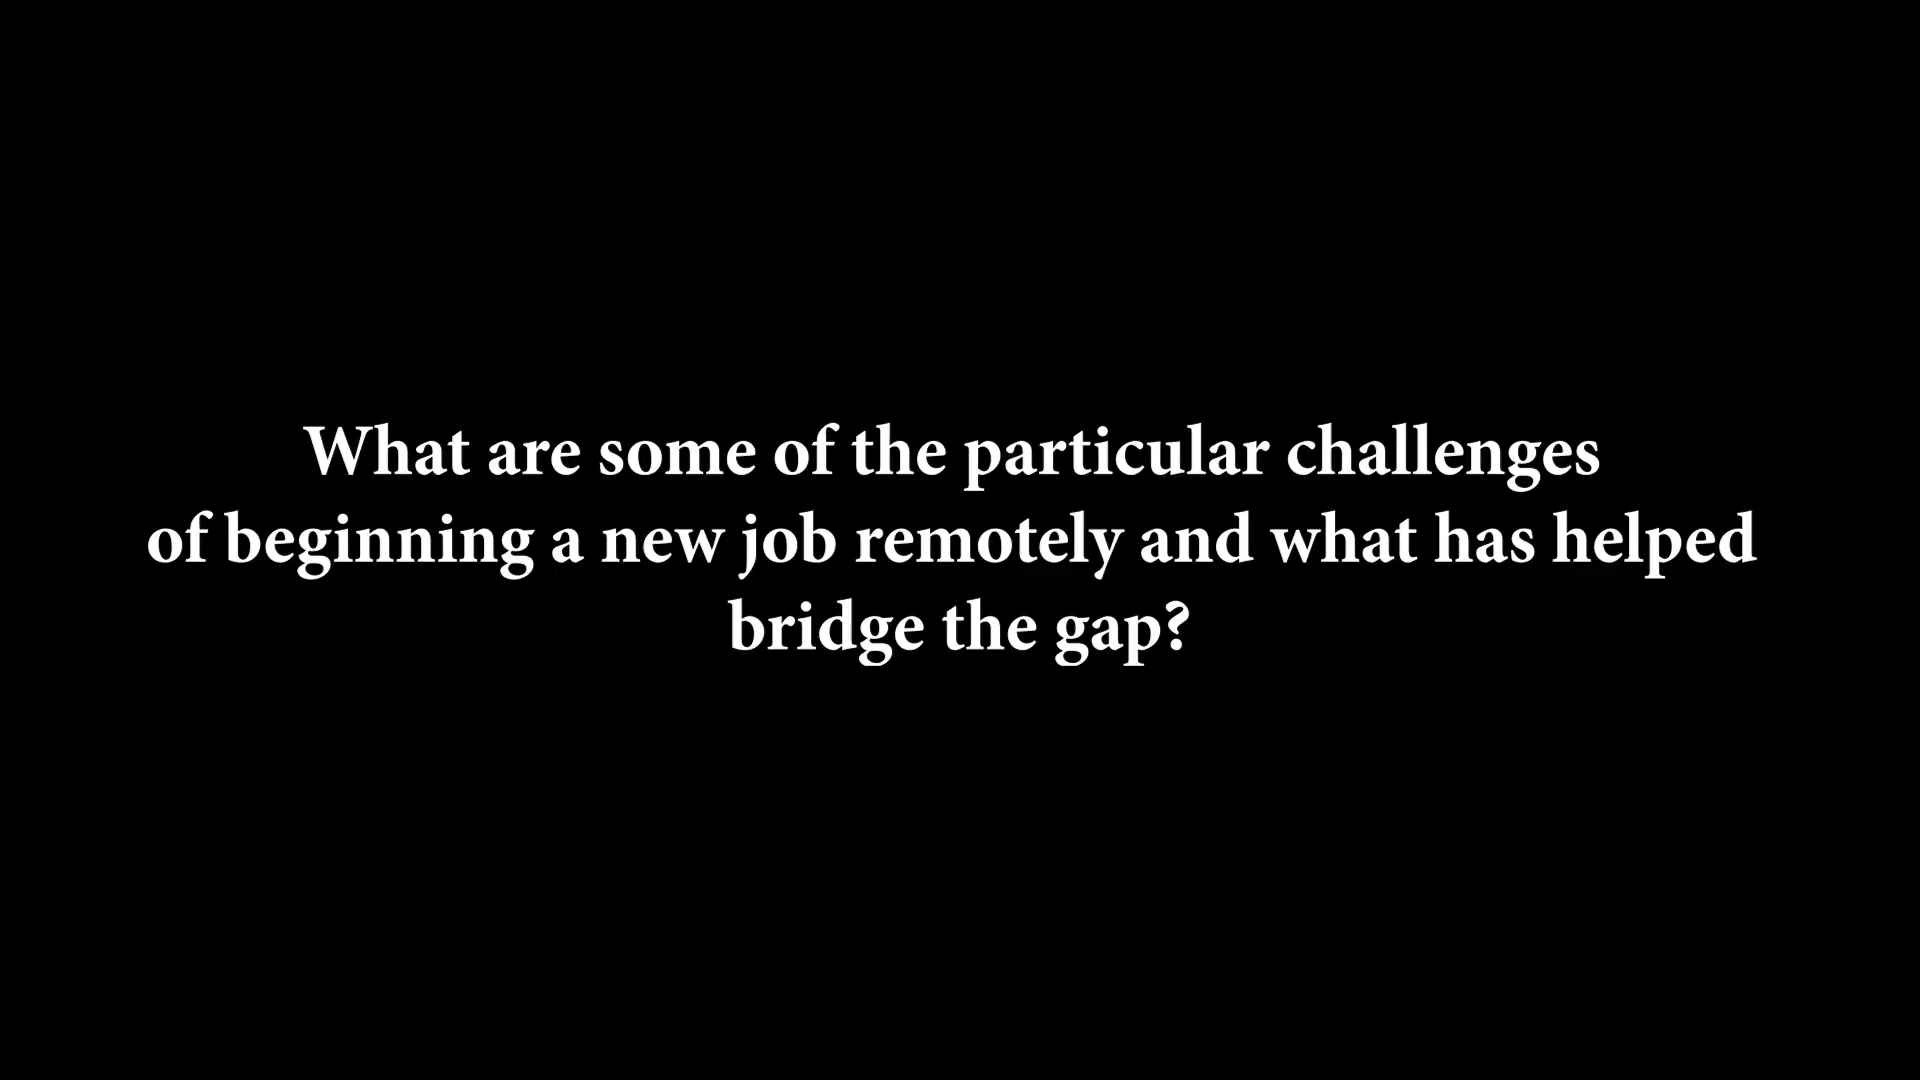 What are some of the particular challenges
of beginning a new job remotely and what has helped
bridge the gap?